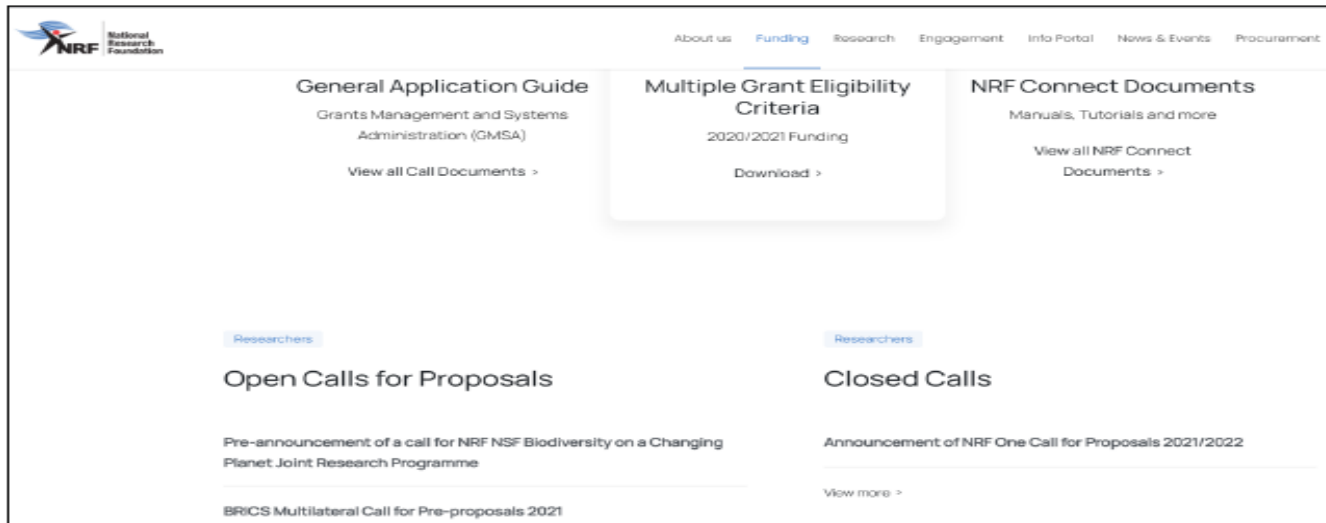 NRF
National
Research
Foundation
About us Funding Research Engagement Info Portal News & Events Procurement
General Application Guide
Grants Management and Systems
Administration (GMSA)
View all Call Documents >
Multiple Grant Eligibility
Criteria
2020/2021 Funding
Download >
NRF Connect Documents
Manuals, Tutorials and more
View all NRF Connect
Documents >
Researchers
Open Calls for Proposals
Pre-announcement of a call for NRF NSF Biodiversity on a Changing
Planet Joint Research Programme
BRICS Multilateral Call for Pre-proposals 2021
Researchers
Closed Calls
Announcement of NRF One Call for Proposals 2021/2022
View more >